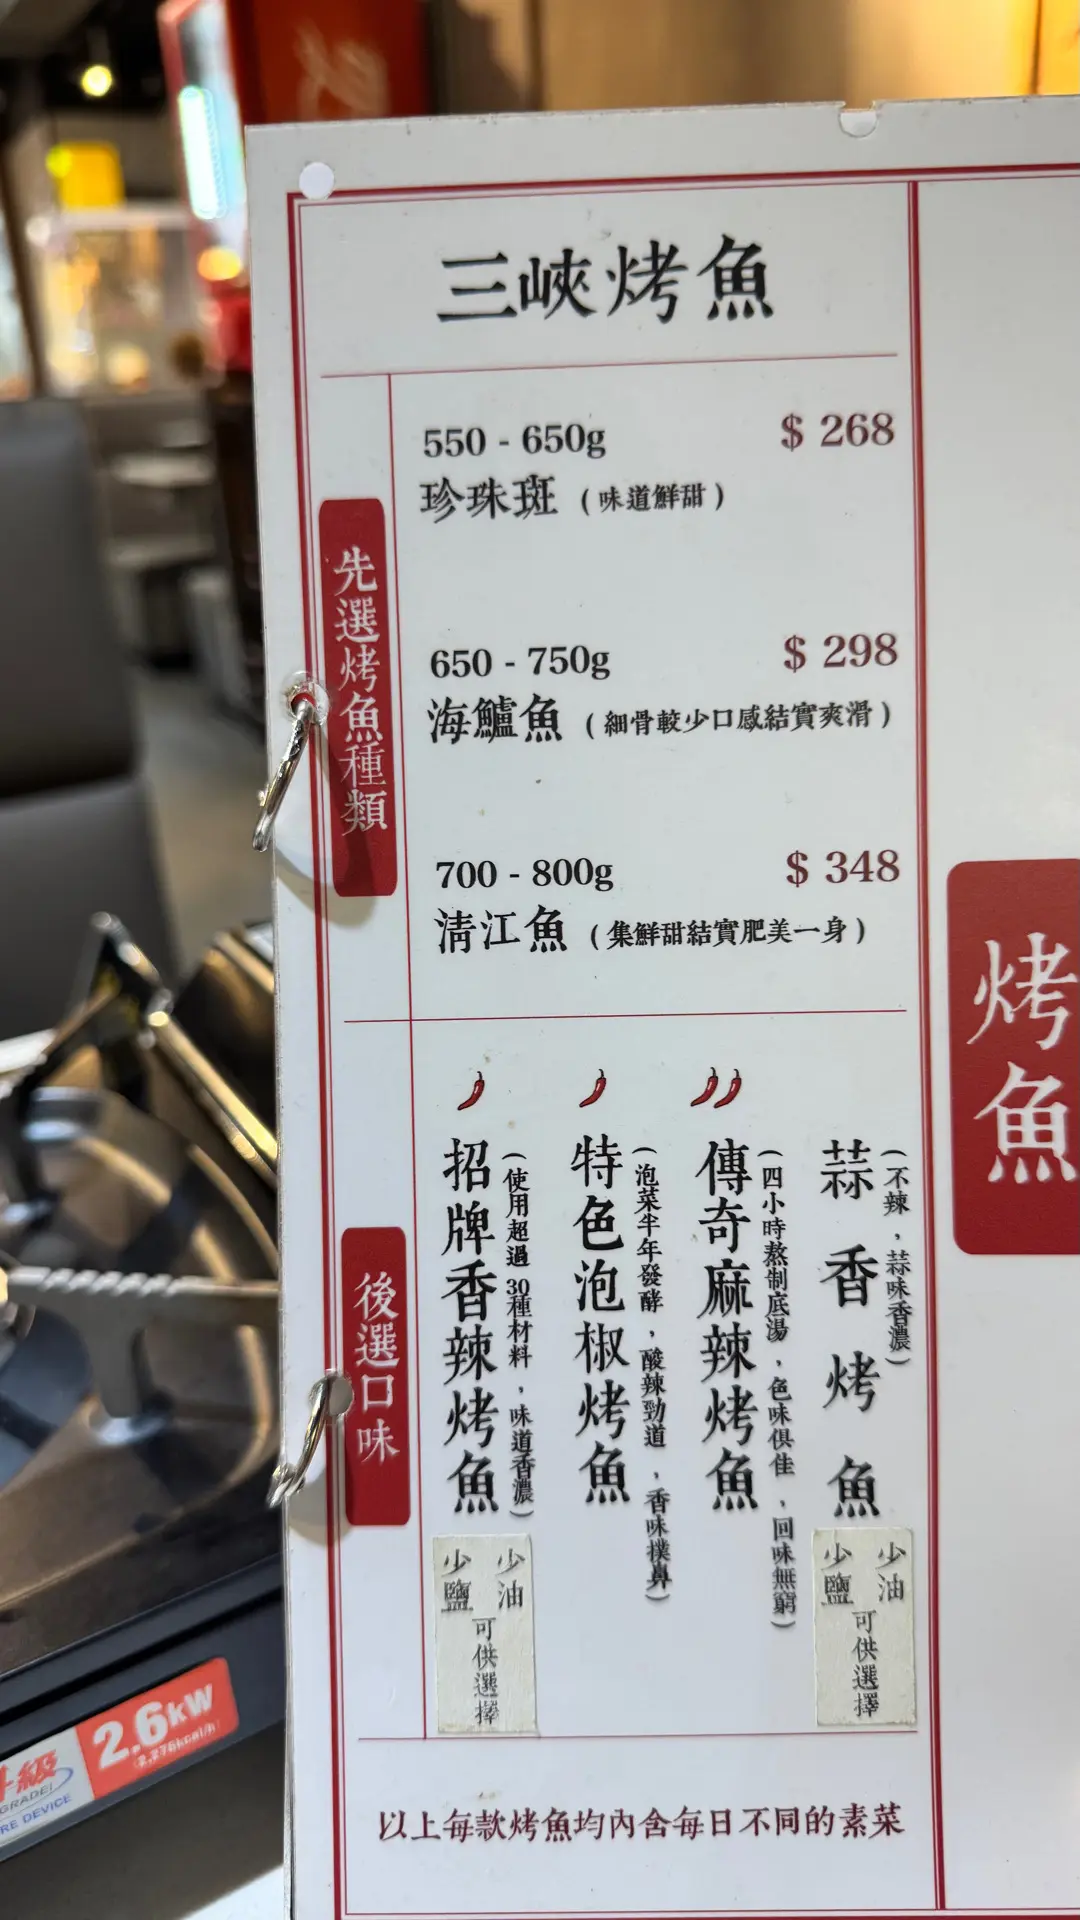 三峽烤魚
先選烤魚種類
550 - 650g $ 268
珍珠斑 (味道鮮甜)
650 - 750g $ 298
海鱸魚 (細骨較少口感結實爽滑)
700 - 800g $ 348
清江魚 (集鮮甜結實肥美一身)
烤魚
後選口味
招牌香辣烤魚
(使用超過30種材料，味道香濃)
少鹽 少油 可供選擇
特色泡椒烤魚
(泡菜半年發酵，酸辣勁道，香味撲鼻)
傳奇麻辣烤魚
(四小時熬制底湯，色味俱佳，回味無窮)
蒜香烤魚
(不辣，蒜味香濃)
少鹽 少油 可供選擇
以上每款烤魚均內含每日不同的素菜
2.6kW
級
GRADE!
RE DEVICE